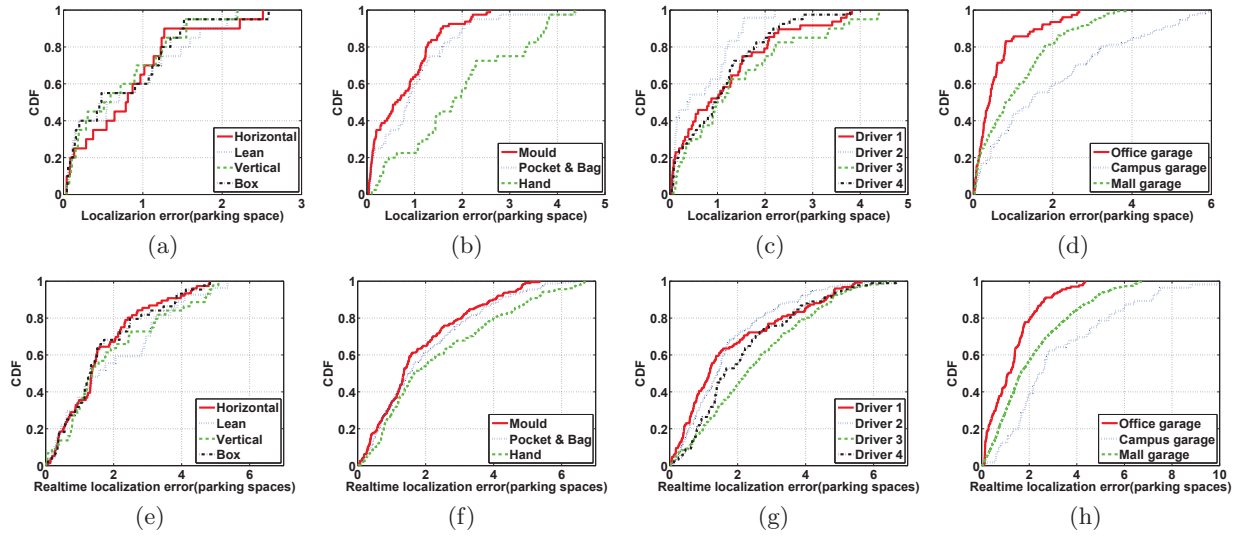 CDF
1
0.8
0.6
0.4
0.2
0
0 1 2 3
Horizontal
Lean
Vertical
Box
Localizarion error(parking space)
(a)
CDF
1
0.8
0.6
0.4
0.2
0
0 1 2 3 4 5
Mould
Pocket & Bag
Hand
Localizarion error(parking space)
(b)
CDF
1
0.8
0.6
0.4
0.2
0
0 1 2 3 4 5
Driver 1
Driver 2
Driver 3
Driver 4
Localizarion error(parking space)
(c)
CDF
1
0.8
0.6
0.4
0.2
0
0 2 4 6
Office garage
Campus garage
Mall garage
Localizarion error(parking space)
(d)
CDF
1
0.8
0.6
0.4
0.2
0
0 2 4 6
Horizontal
Lean
Vertical
Box
Realtime localization error(parking spaces)
(e)
CDF
1
0.8
0.6
0.4
0.2
0
0 2 4 6
Mould
Pocket & Bag
Hand
Realtime localization error(parking spaces)
(f)
CDF
1
0.8
0.6
0.4
0.2
0
0 2 4 6
Driver 1
Driver 2
Driver 3
Driver 4
Realtime localization error(parking spaces)
(g)
CDF
1
0.8
0.6
0.4
0.2
0
0 2 4 6 8 10
Office garage
Campus garage
Mall garage
Realtime localization error(parking spaces)
(h)